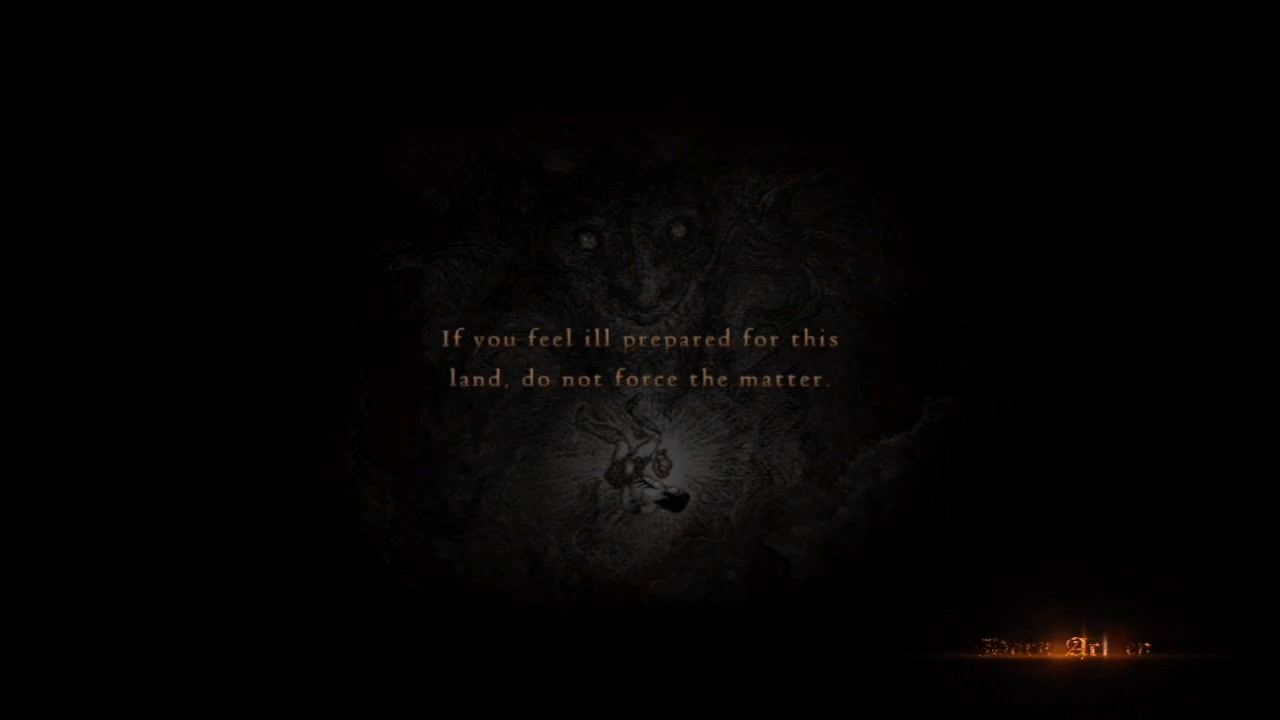 If you feel ill prepared for this
land, do not force the matter.